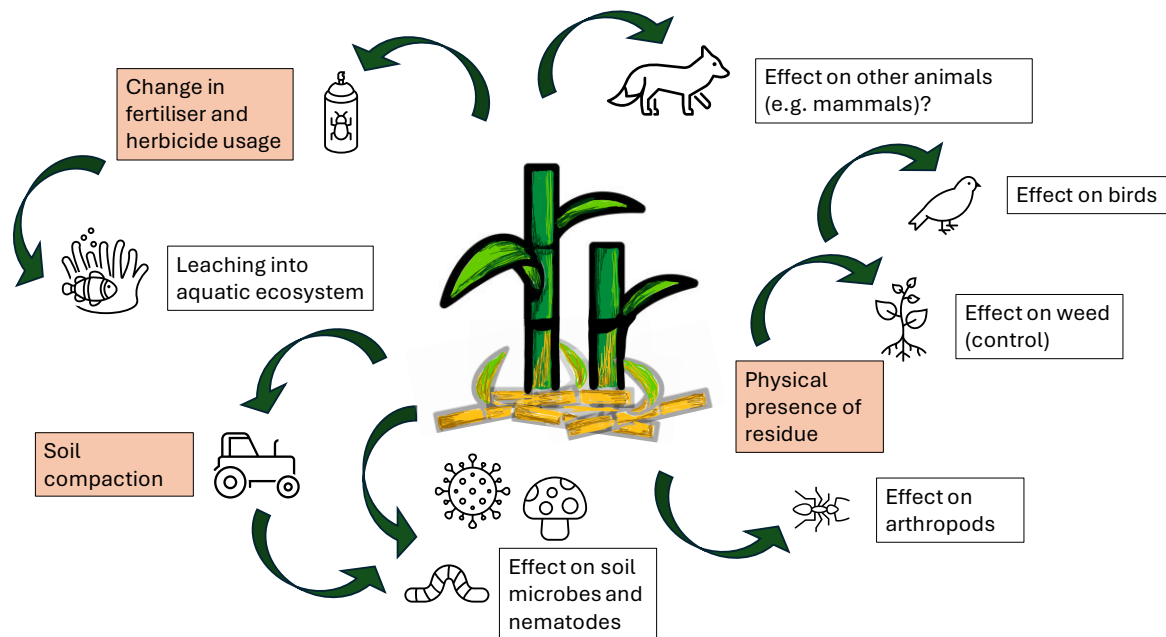 Change in
fertiliser and
herbicide usage
Effect on other animals
(e.g. mammals)?
Effect on birds
Leaching into
aquatic ecosystem
Effect on weed
(control)
Physical
presence of
residue
Soil
compaction
Effect on
arthropods
Effect on soil
microbes and
nematodes